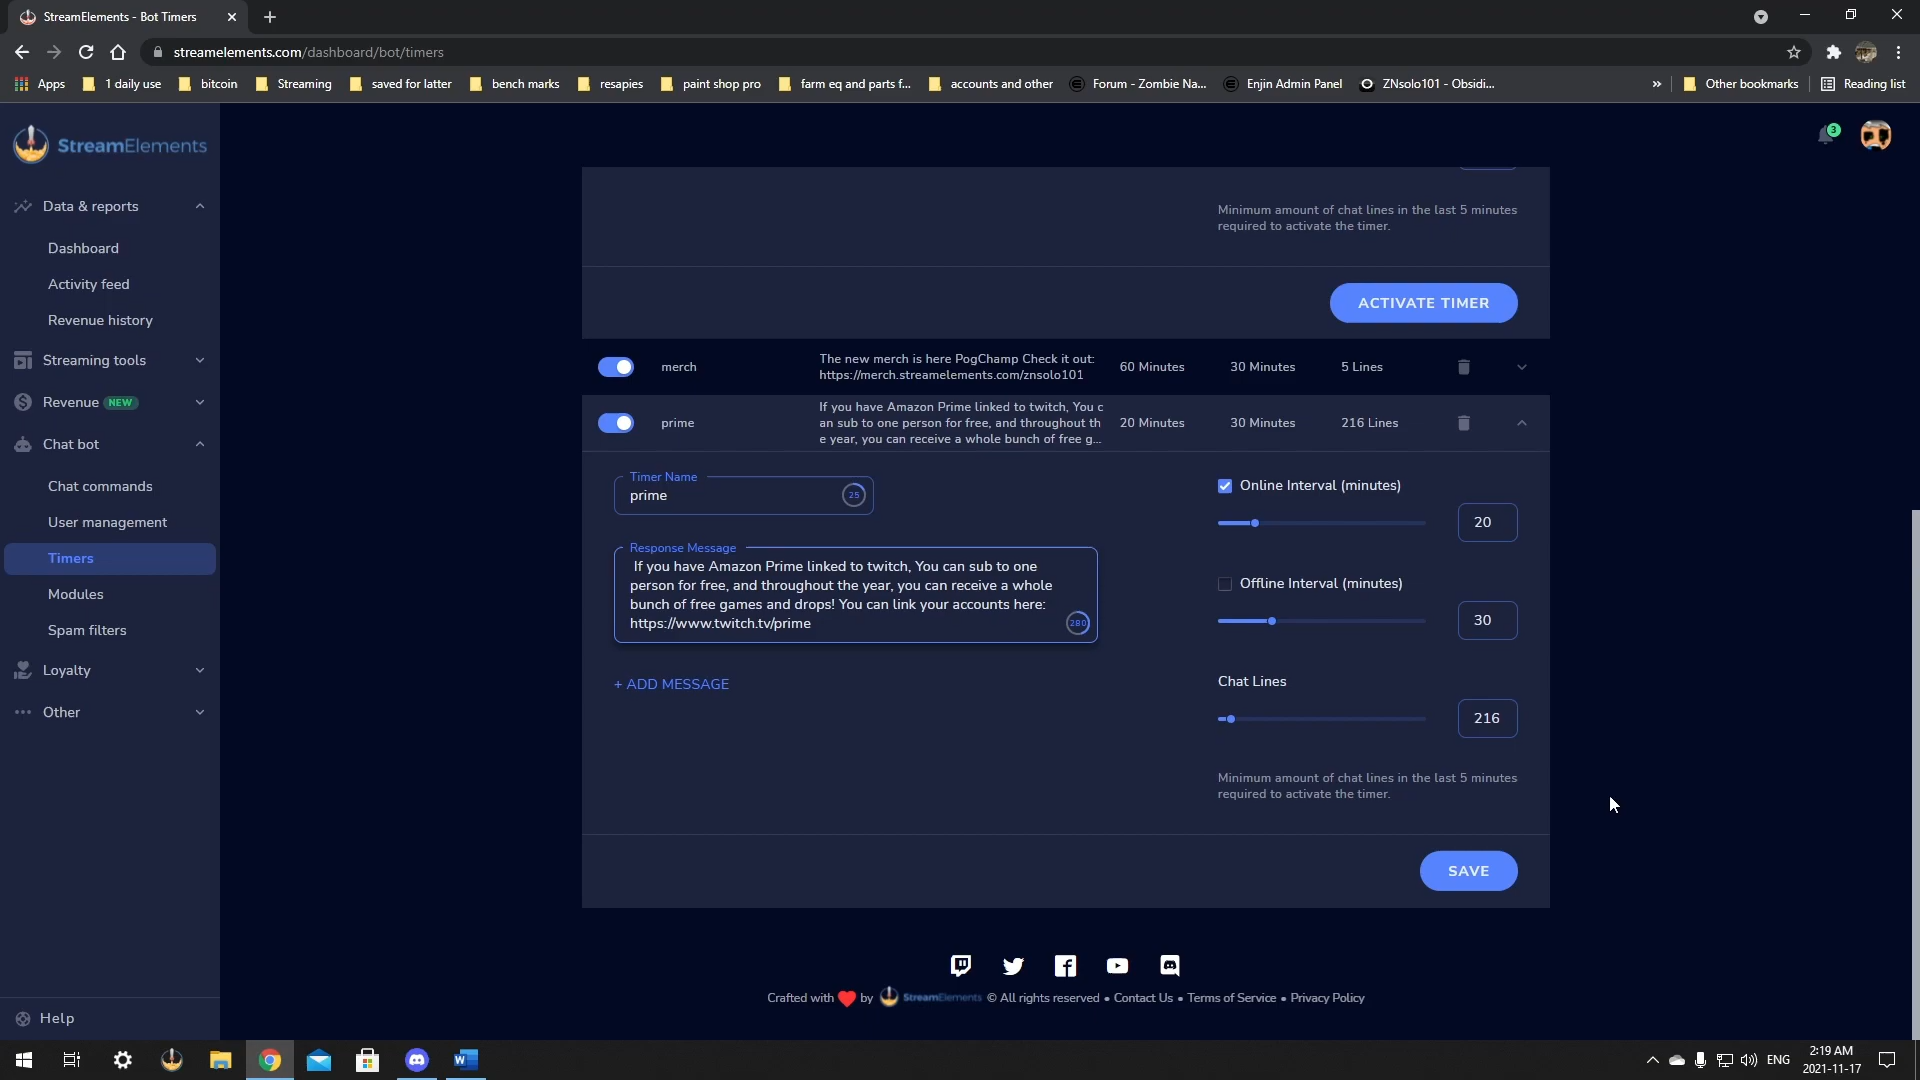 StreamElements - Bot Timers
streamelements.com/dashboard/bot/timers
Apps
1 daily use
bitcoin
Streaming
saved for latter
bench marks
resapies
paint shop pro
farm eq and parts f...
accounts and other
Forum - Zombie Na...
Enjin Admin Panel
ZNsolo101 - Obsidi...
»
Other bookmarks
Reading list
StreamElements
3
Data & reports
Dashboard
Activity feed
Revenue history
Streaming tools
Revenue NEW
Chat bot
Chat commands
User management
Timers
Modules
Spam filters
Loyalty
Other
Help
Minimum amount of chat lines in the last 5 minutes
required to activate the timer.
ACTIVATE TIMER
merch
The new merch is here PogChamp Check it out:
https://merch.streamelements.com/znsolo101
60 Minutes
30 Minutes
5 Lines
prime
If you have Amazon Prime linked to twitch, You c
an sub to one person for free, and throughout th
e year, you can receive a whole bunch of free g...
20 Minutes
30 Minutes
216 Lines
Timer Name
prime
25
Response Message
If you have Amazon Prime linked to twitch, You can sub to one
person for free, and throughout the year, you can receive a whole
bunch of free games and drops! You can link your accounts here:
https://www.twitch.tv/prime
280
+ ADD MESSAGE
Online Interval (minutes)
20
Offline Interval (minutes)
30
Chat Lines
216
Minimum amount of chat lines in the last 5 minutes
required to activate the timer.
SAVE
Crafted with ❤ by StreamElements © All rights reserved • Contact Us • Terms of Service • Privacy Policy
ENG
2:19 AM
2021-11-17